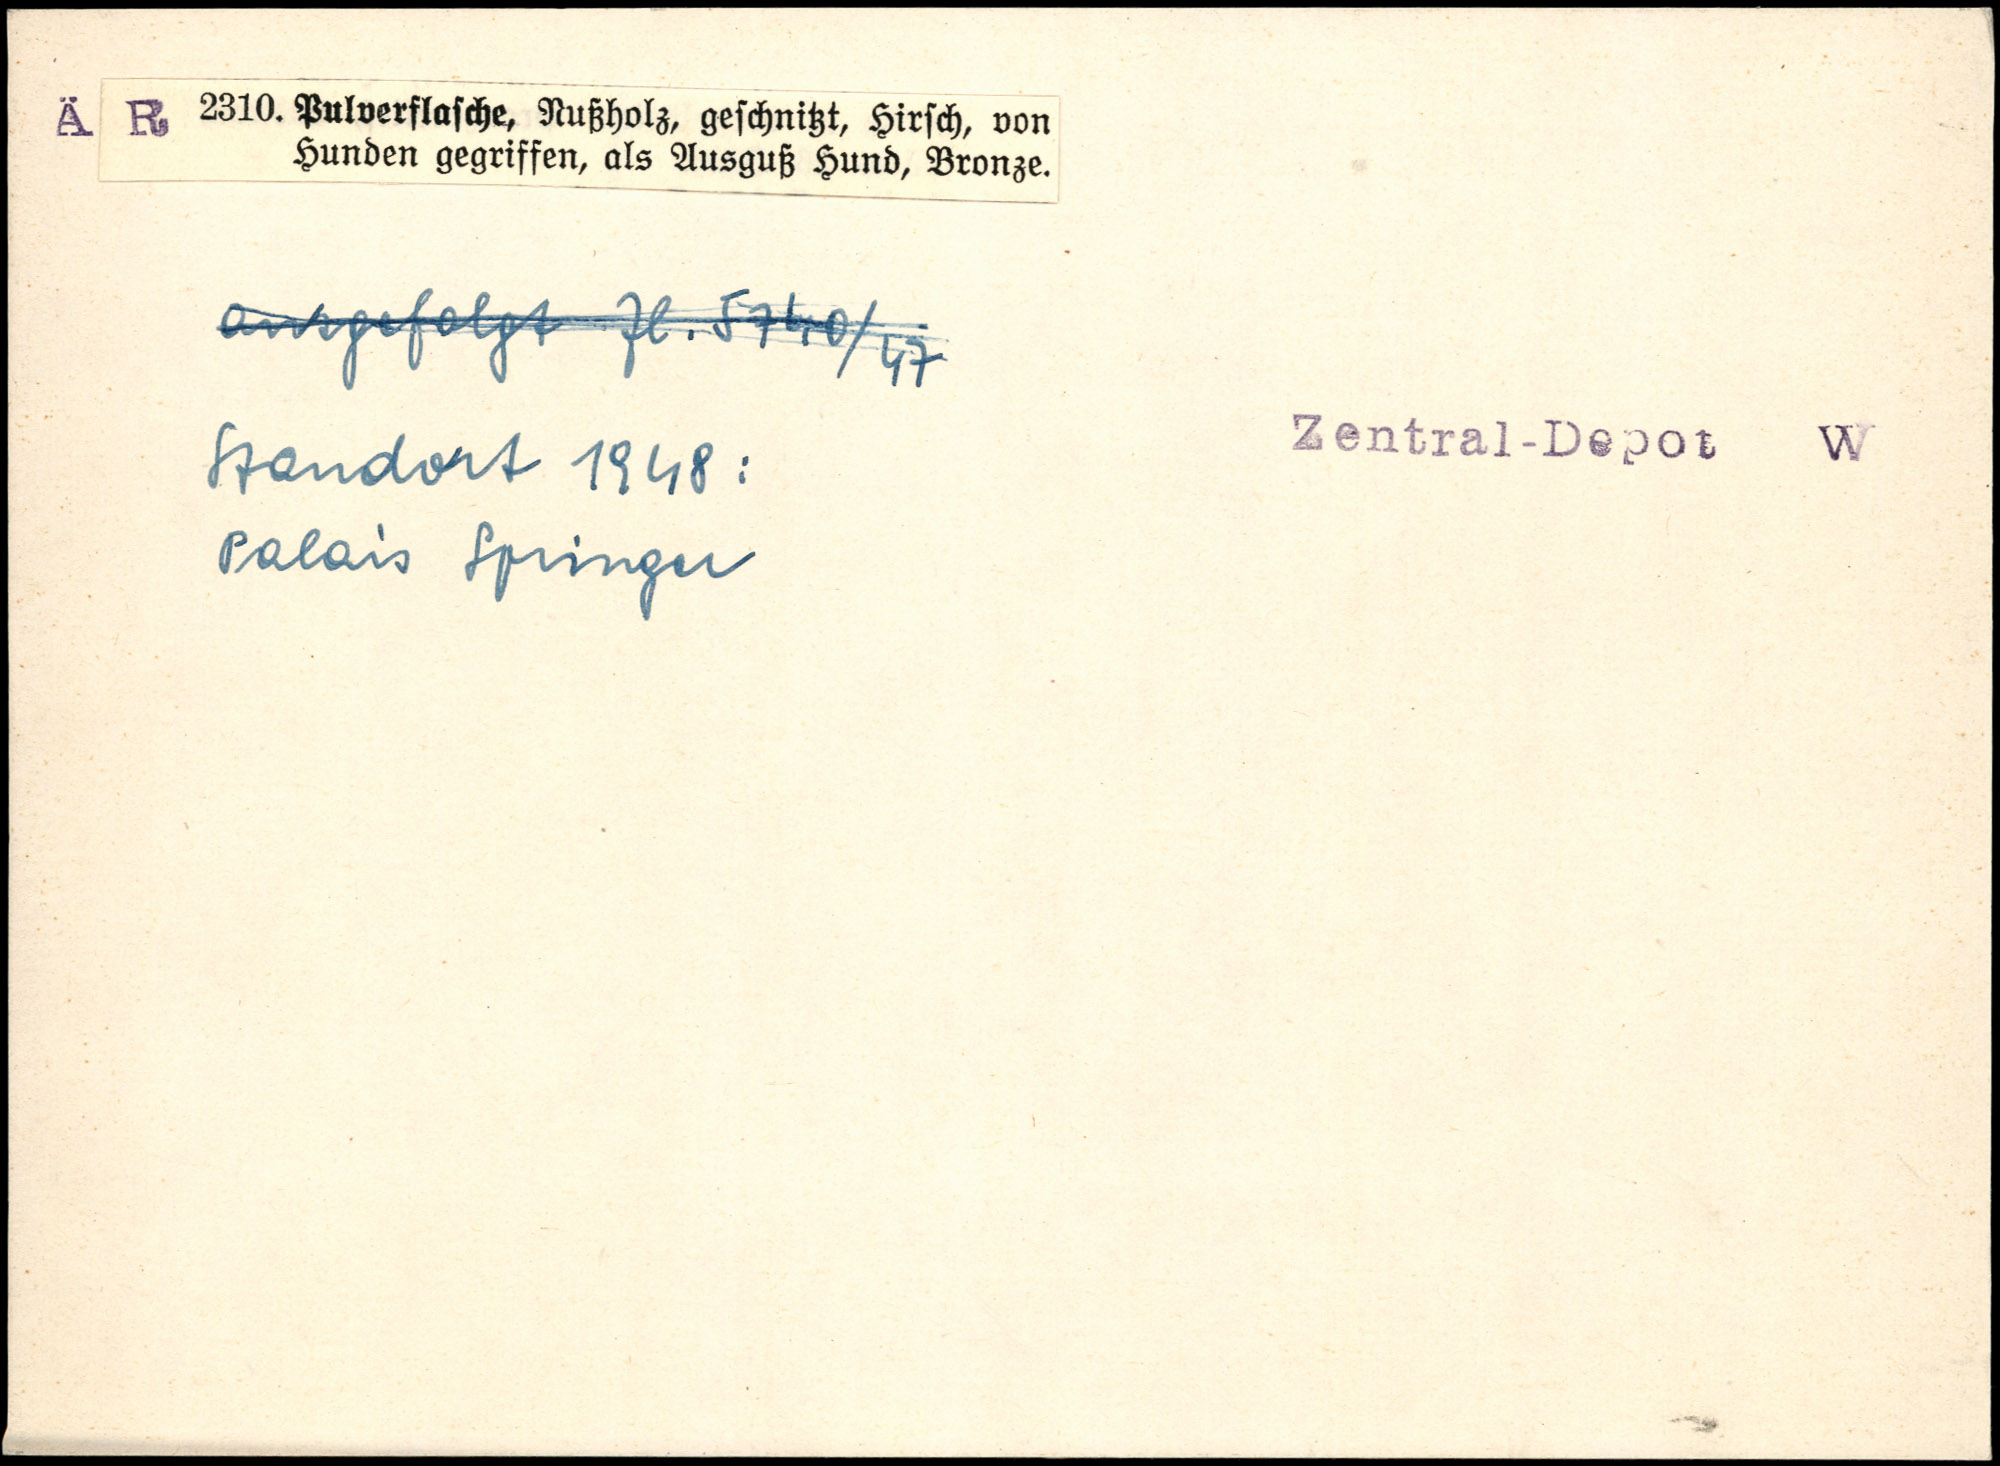 Ä R 2310. Pulverflasche, Nußholz, geschnitzt, Hirsch, von
Hunden gegriffen, als Ausguß Hund, Bronze.
ausgefolgt Zl. 5740/47
Standort 1948:
Zentral-Depot W
Palais Springer